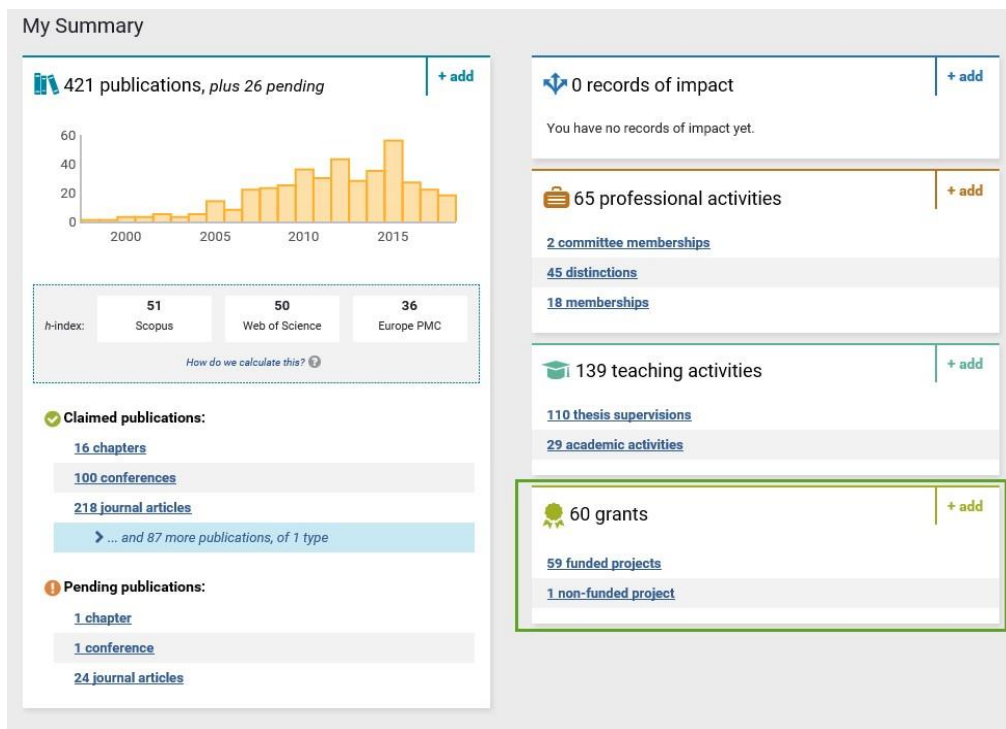 My Summary
421 publications, plus 26 pending
+ add
60
40
20
0
2000 2005 2010 2015
h-index:
51 50 36
Scopus Web of Science Europe PMC
How do we calculate this? ?
Claimed publications:
16 chapters
100 conferences
218 journal articles
> ... and 87 more publications, of 1 type
Pending publications:
1 chapter
1 conference
24 journal articles
0 records of impact
+ add
You have no records of impact yet.
65 professional activities
+ add
2 committee memberships
45 distinctions
18 memberships
139 teaching activities
+ add
110 thesis supervisions
29 academic activities
60 grants
+ add
59 funded projects
1 non-funded project